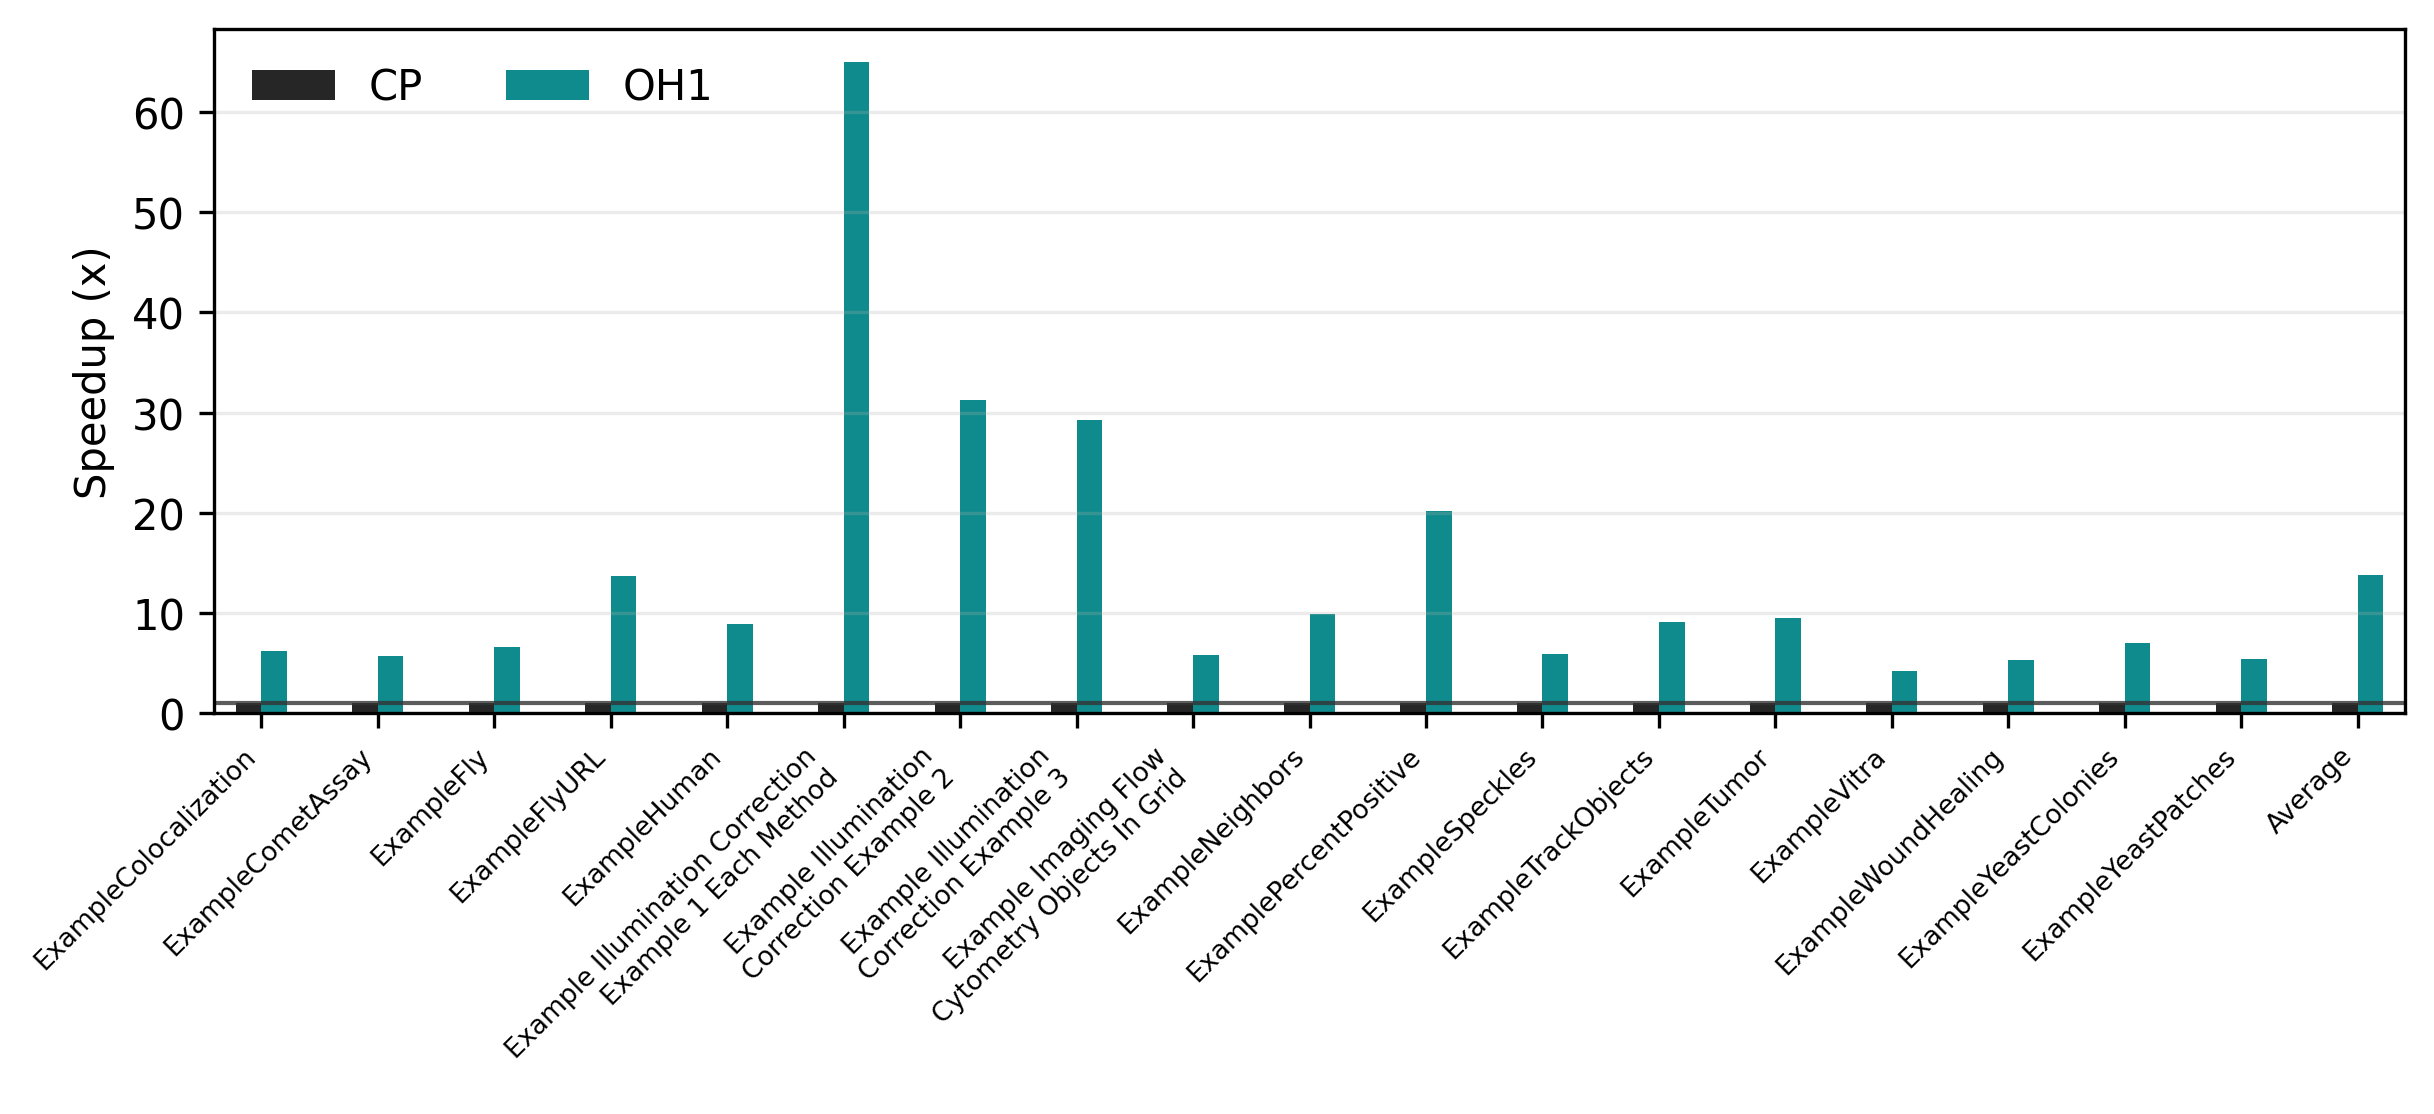 CP
OH1
Speedup (x)
60
50
40
30
20
10
0
ExampleColocalization
ExampleCometAssay
ExampleFly
ExampleFlyURL
ExampleHuman
Example Illumination Correction
Example 1 Each Method
Example Illumination
Correction Example 2
Example Illumination
Correction Example 3
Example Imaging Flow
Cytometry Objects In Grid
ExampleNeighbors
ExamplePercentPositive
ExampleSpeckles
ExampleTrackObjects
ExampleTumor
ExampleVitra
ExampleWoundHealing
ExampleYeastColonies
ExampleYeastPatches
Average